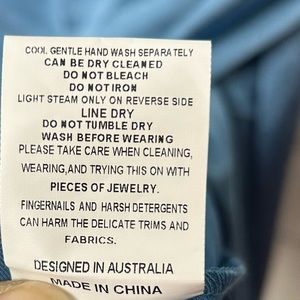 COOL GENTLE HAND WASH SEPARATELY
CAN BE DRY CLEANED
DO NOT BLEACH
DO NOT IRON
LIGHT STEAM ONLY ON REVERSE SIDE
LINE DRY
DO NOT TUMBLE DRY
WASH BEFORE WEARING
PLEASE TAKE CARE WHEN CLEANING,
WEARING,AND TRYING THIS ON WITH
PIECES OF JEWELRY.
FINGERNAILS AND HARSH DETERGENTS
CAN HARM THE DELICATE TRIMS AND
FABRICS.
DESIGNED IN AUSTRALIA
MADE IN CHINA